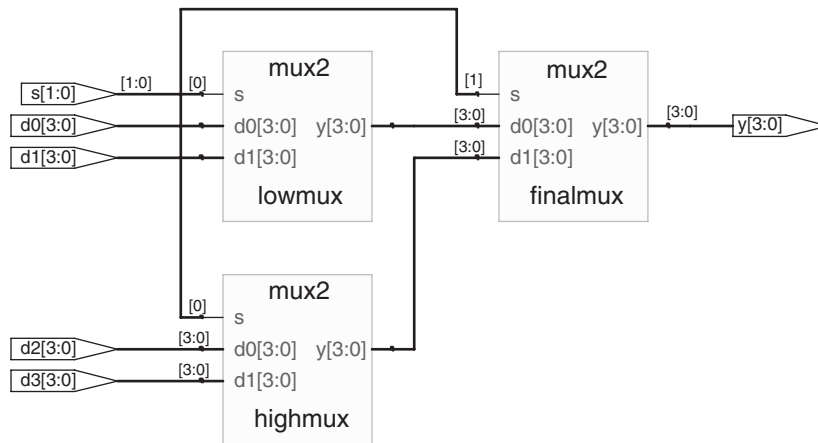 mux2
mux2
[1:0]
[0]
[1]
s[1:0]
s
s
[3:0]
[3:0]
d0[3:0]
d0[3:0]
y[3:0]
d0[3:0]
y[3:0]
y[3:0]
[3:0]
d1[3:0]
d1[3:0]
d1[3:0]
lowmux
finalmux
mux2
[0]
s
[3:0]
d2[3:0]
d0[3:0]
y[3:0]
[3:0]
d3[3:0]
d1[3:0]
highmux